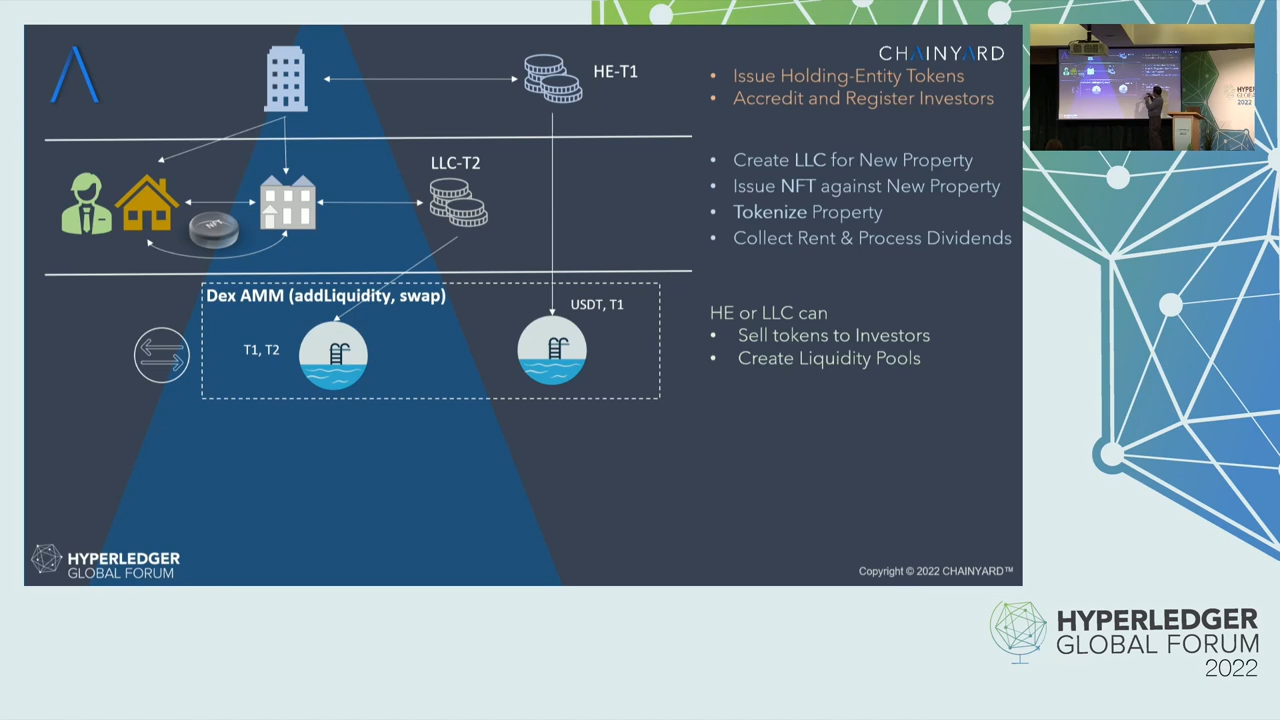 CHAINYARD
HE-T1
• Issue Holding-Entity Tokens
• Accredit and Register Investors
LLC-T2
NFT
• Create LLC for New Property
• Issue NFT against New Property
• Tokenize Property
• Collect Rent & Process Dividends
Dex AMM (addLiquidity, swap)
USDT, T1
T1, T2
HE or LLC can
• Sell tokens to Investors
• Create Liquidity Pools
HYPERLEDGER
GLOBAL FORUM
Copyright © 2022 CHAINYARD™
HYPERLEDGER
GLOBAL FORUM
2022